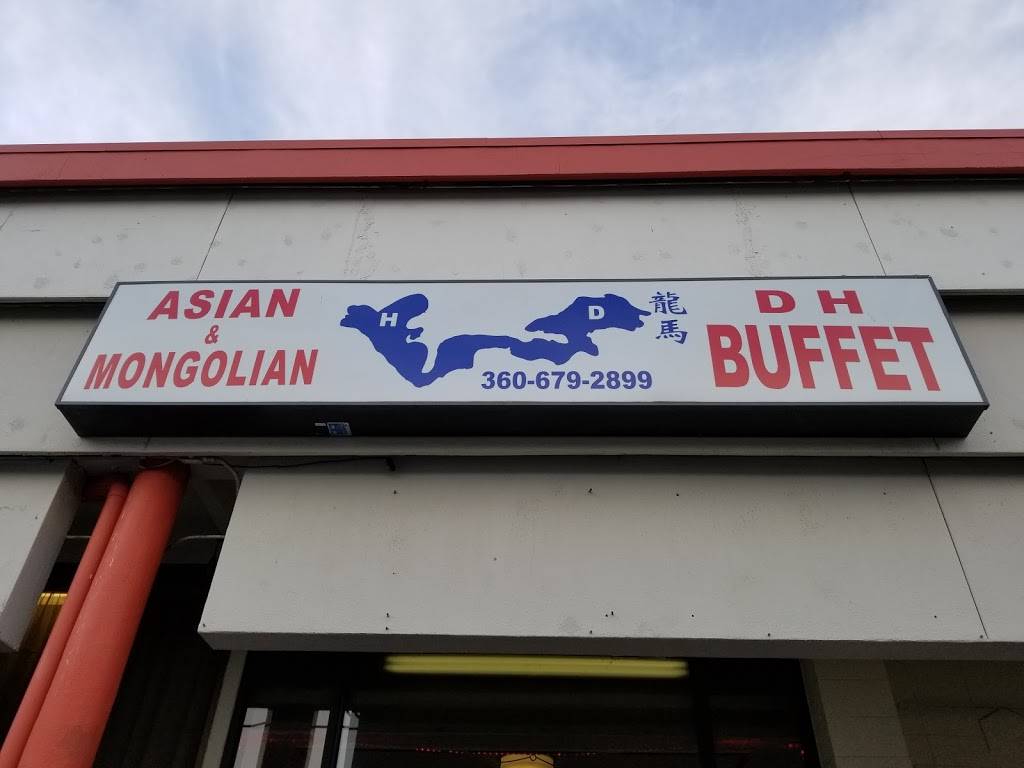 ASIAN
&
MONGOLIAN
H
D
360-679-2899
龍馬
D H
BUFFET